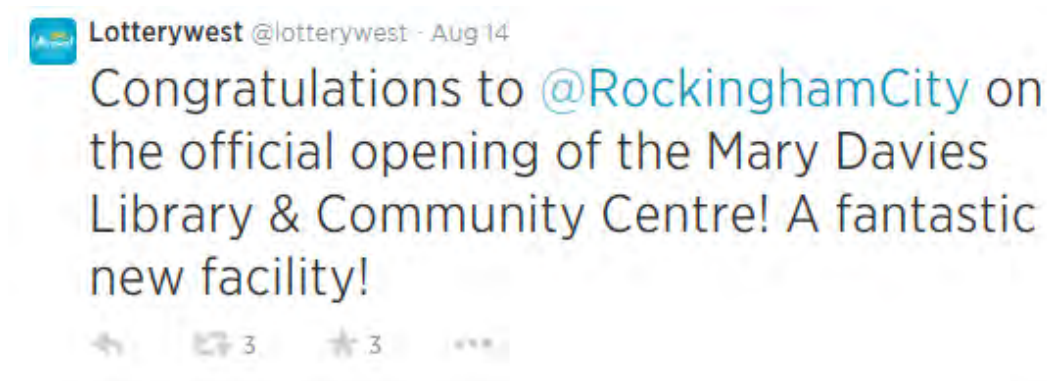 Lotterywest @lotterywest · Aug 14
Congratulations to @RockinghamCity on
the official opening of the Mary Davies
Library & Community Centre! A fantastic
new facility!
3 3